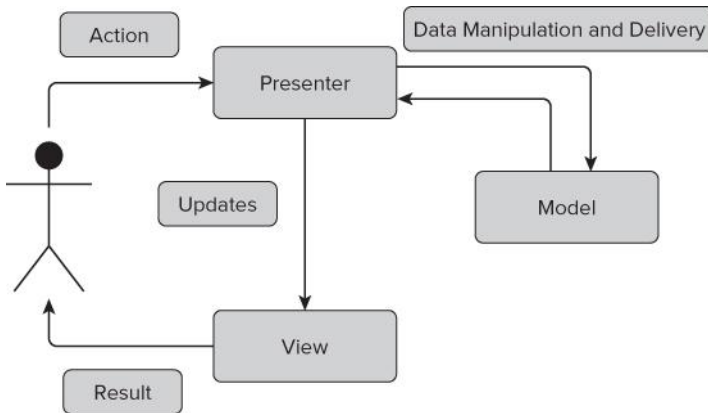 Action
Data Manipulation and Delivery
Presenter
Updates
Model
View
Result